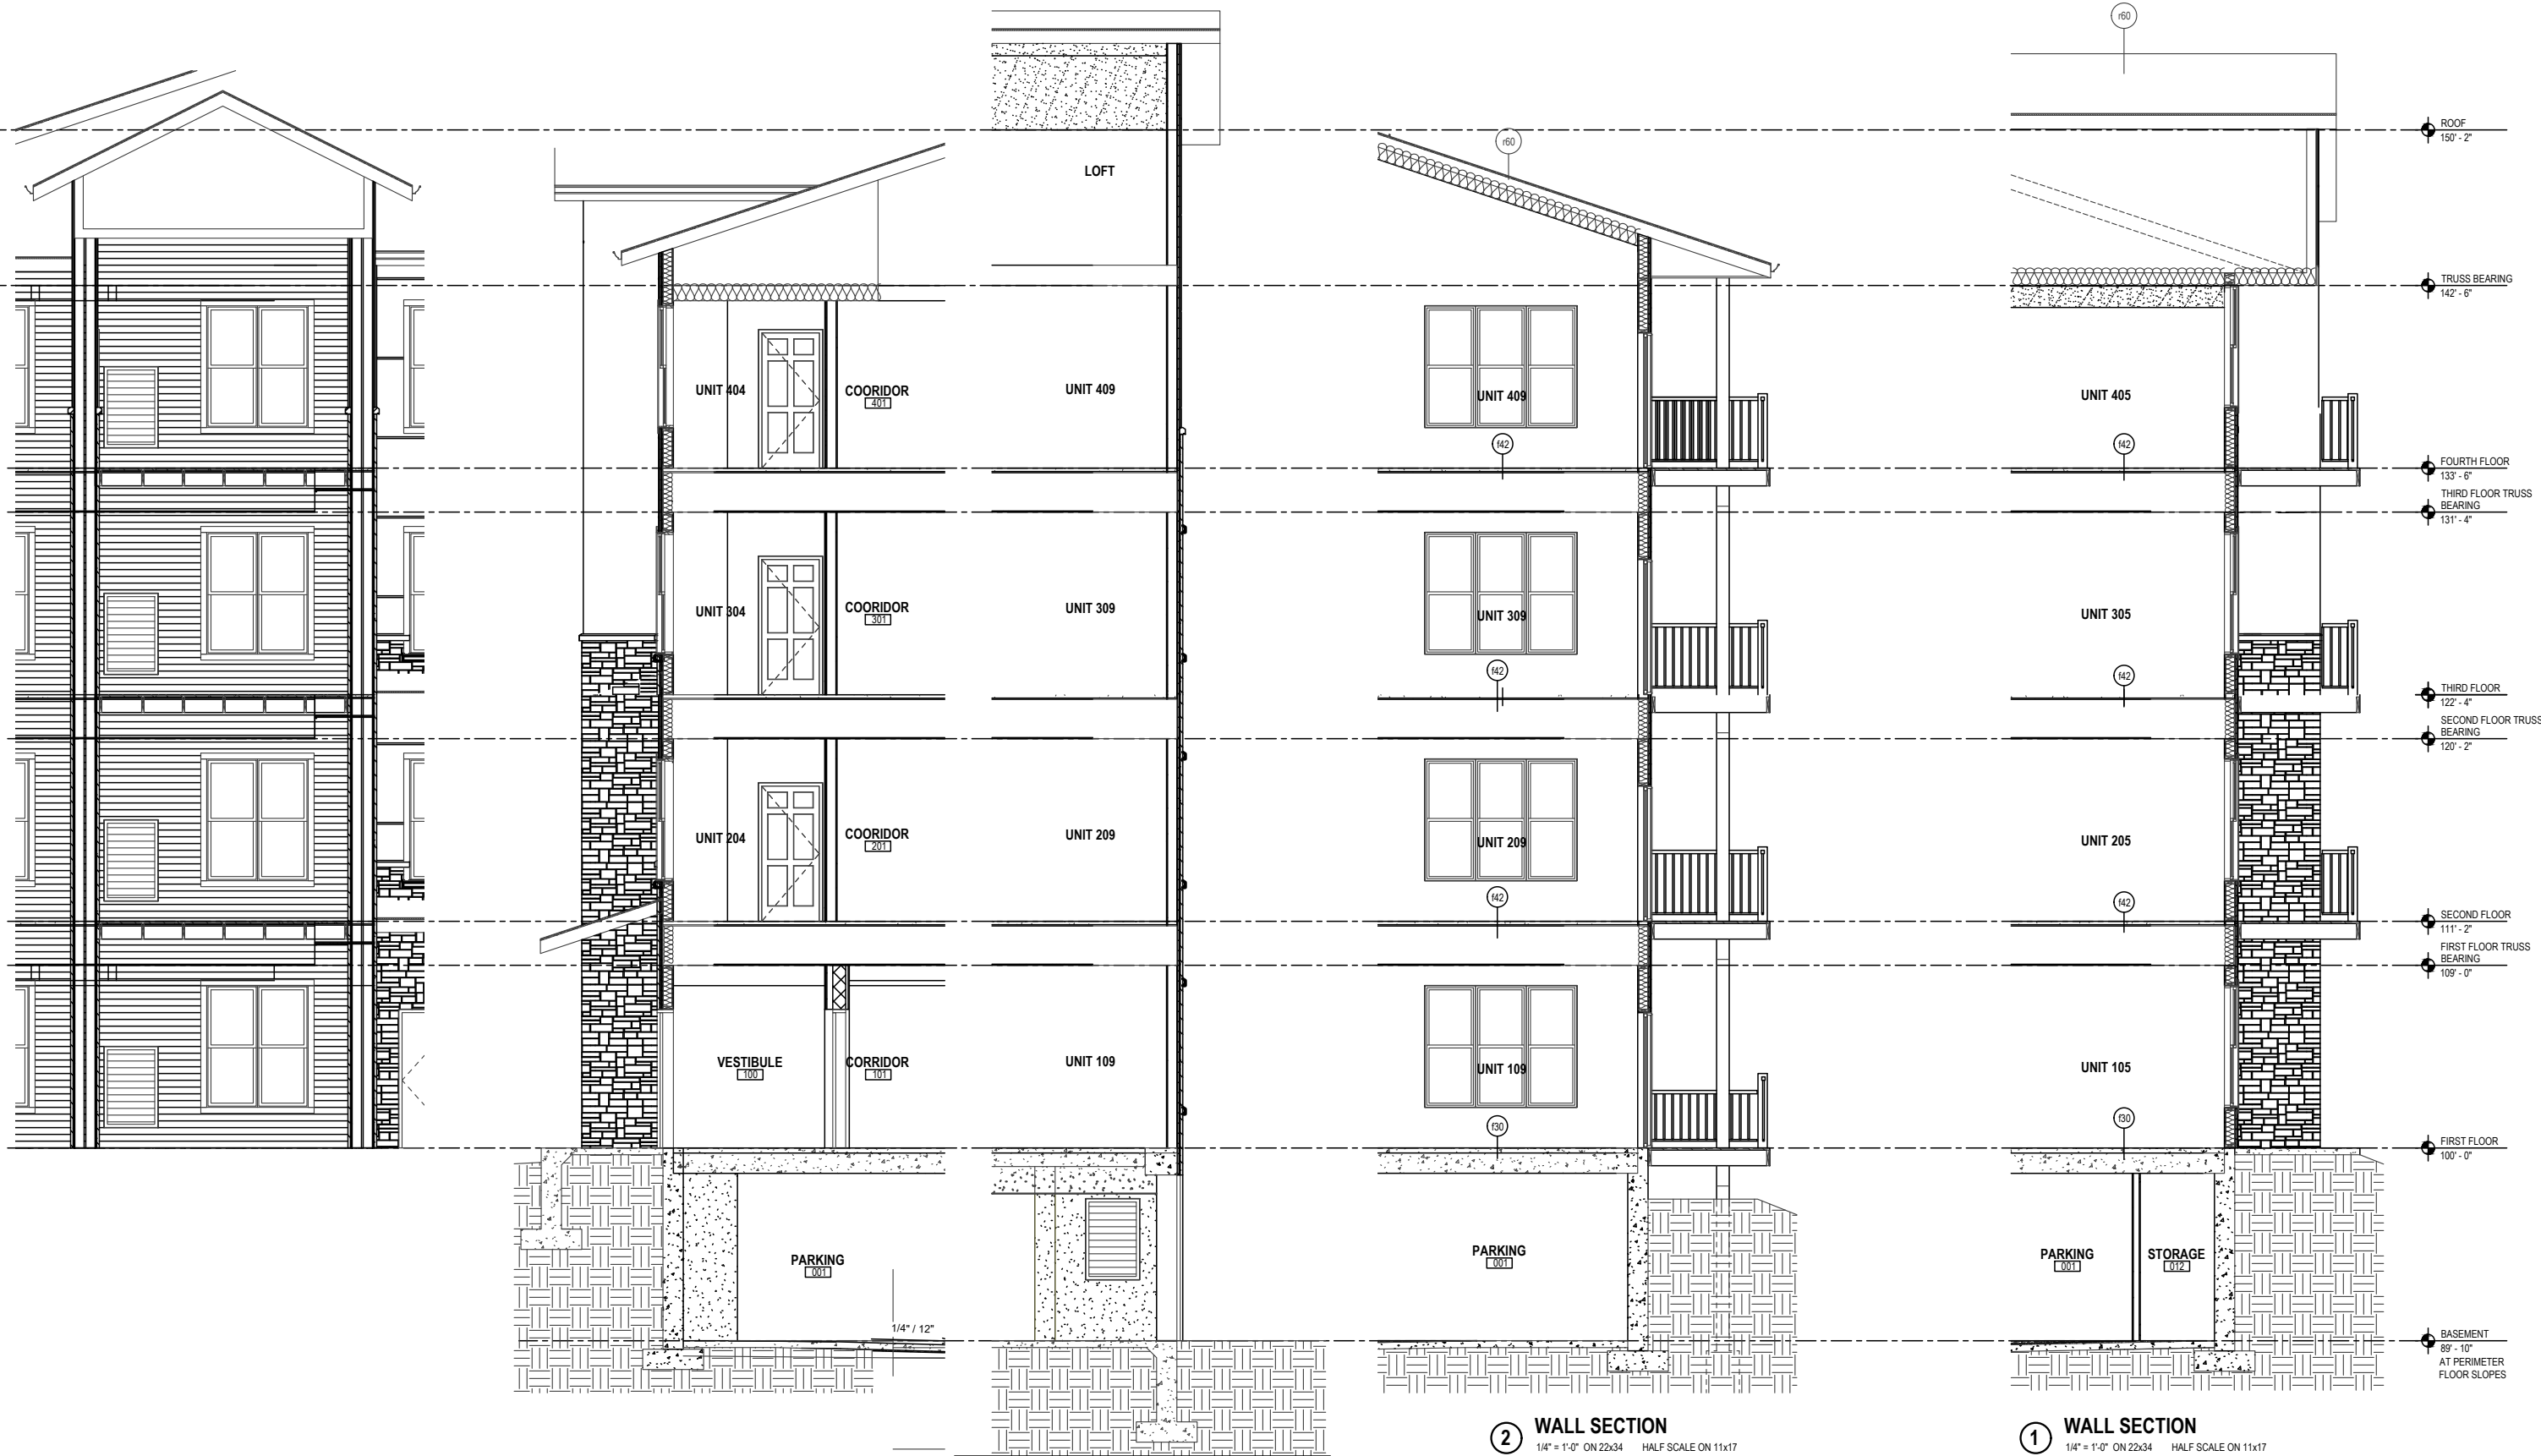 r60
ROOF
150' - 2"
r60
LOFT
TRUSS BEARING
142' - 6"
UNIT 404
COORIDOR
401
UNIT 409
UNIT 409
UNIT 405
f42
f42
FOURTH FLOOR
133' - 6"
THIRD FLOOR TRUSS
BEARING
131' - 4"
UNIT 304
COORIDOR
301
UNIT 309
UNIT 309
UNIT 305
f42
f42
THIRD FLOOR
122' - 4"
SECOND FLOOR TRUSS
BEARING
120' - 2"
UNIT 204
COORIDOR
201
UNIT 209
UNIT 209
UNIT 205
f42
f42
SECOND FLOOR
111' - 2"
FIRST FLOOR TRUSS
BEARING
109' - 0"
VESTIBULE
100
CORRIDOR
101
UNIT 109
UNIT 109
UNIT 105
f30
f30
FIRST FLOOR
100' - 0"
PARKING
001
PARKING
001
PARKING
001
STORAGE
012
1/4" / 12"
BASEMENT
89' - 10"
AT PERIMETER
FLOOR SLOPES
2
WALL SECTION
1/4" = 1'-0" ON 22x34 HALF SCALE ON 11x17
1
WALL SECTION
1/4" = 1'-0" ON 22x34 HALF SCALE ON 11x17